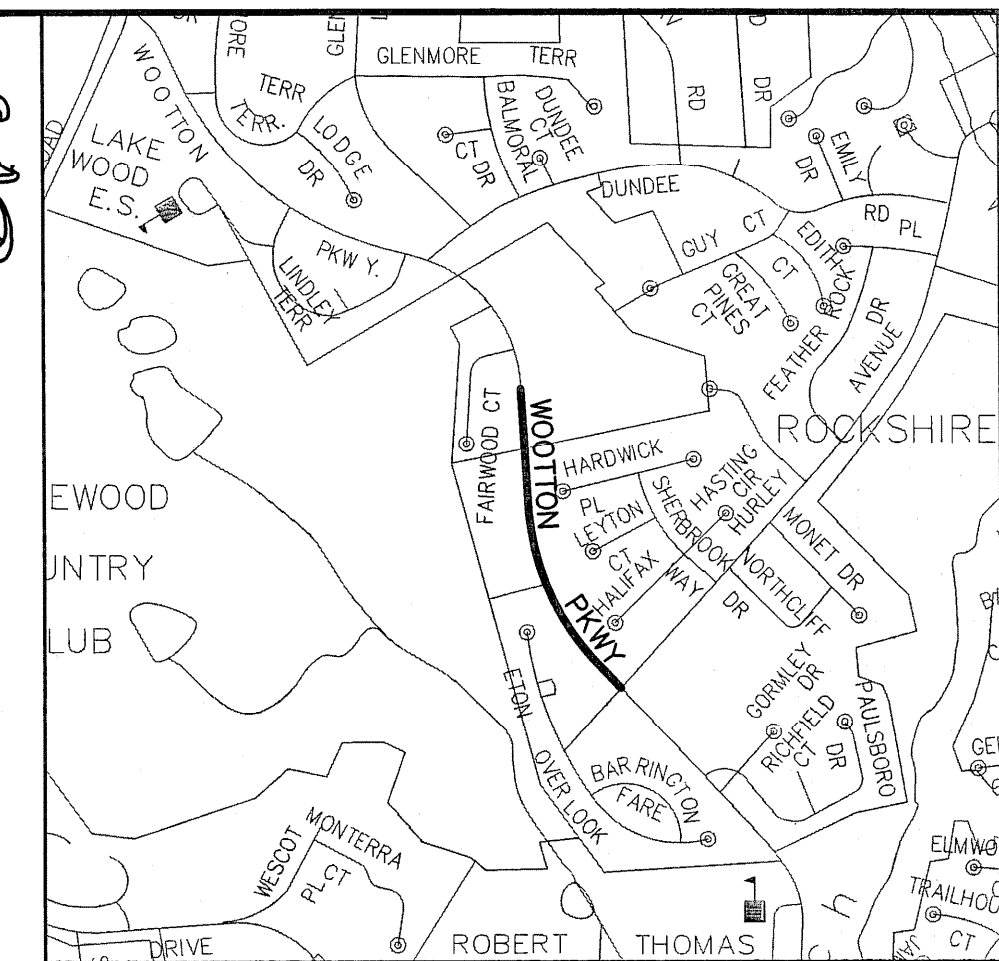 GLENMORE TERR
WOOTTON
TERR
TERR.
LODGE
DR
BALMORAL
DUNDEE
CT
CT DR
RD
DR
EMILY
DR
LAKE
WOOD
E.S.
DUNDEE
RD
PL
GUY CT
EDITH
CT
PKWY.
LINDLEY
TERR
GREAT
PINES
CT
FEATHER ROCK
DR
AVENUE
ROCKSHIRE
FAIRWOOD CT
WOOTTON
PKWY
HARDWICK
PL
LEYTON
CT
HALIFAX
HASTING
CIR
HURLEY
SHERBROOK
WAY
DR
MONET DR
NORTHCLIFF
EWOOD
UNTRY
LUB
ETON
OVERLOOK
GORMLEY
DR
RICHFIELD
CT
DR
PAULSBORO
BARRINGTON
FARE
MONTERRA
CT
WESCOT
PL
DRIVE
ROBERT
THOMAS
ELMWO
TRAILHOU
CT